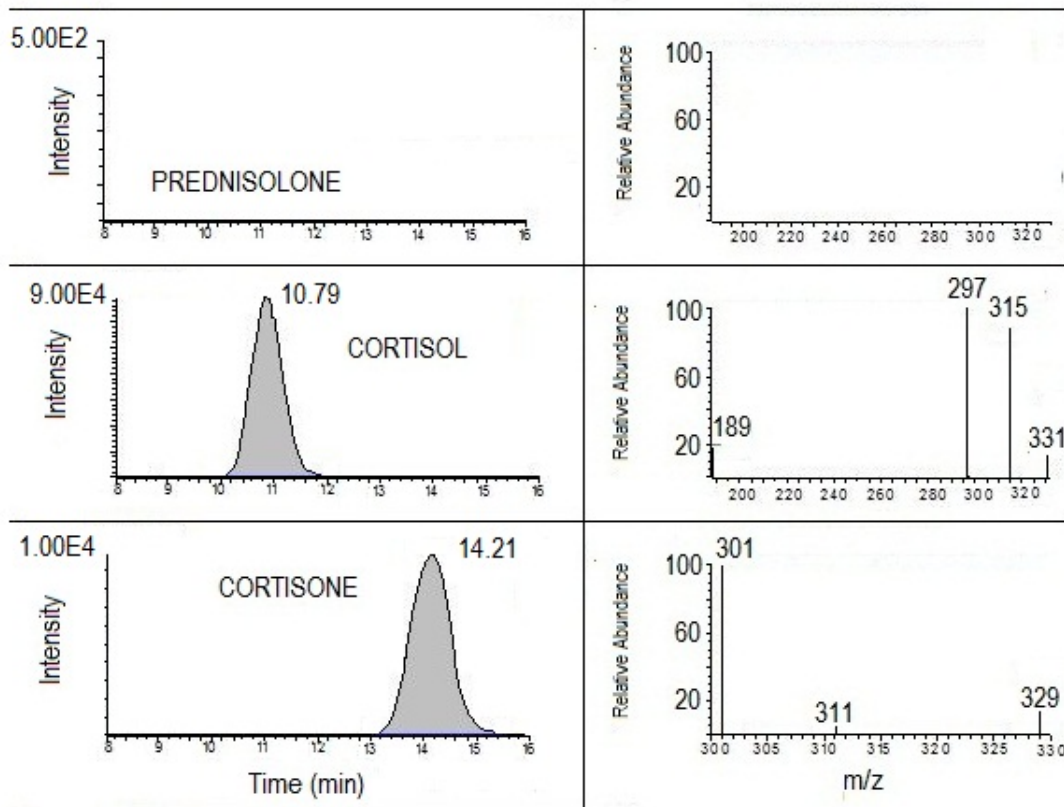 5.00E2
Intensity
PREDNISOLONE
8 9 10 11 12 13 14 15 16
Relative Abundance
100
60
20
200 220 240 260 280 300 320
9.00E4
10.79
Intensity
CORTISOL
8 9 10 11 12 13 14 15 16
Relative Abundance
100
60
20
189
297
315
331
200 220 240 260 280 300 320
1.00E4
14.21
Intensity
CORTISONE
8 9 10 11 12 13 14 15 16
Time (min)
Relative Abundance
100
60
20
301
311
329
300 305 310 315 320 325 330
m/z